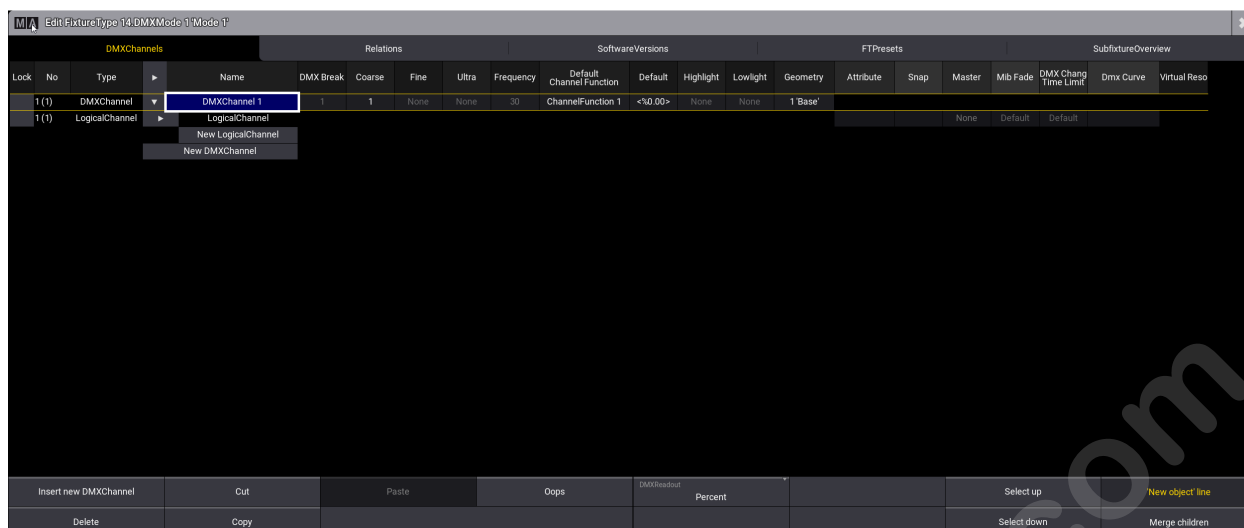 MA Edit FixtureType 14.DMXMode 1 'Mode 1'
DMXChannels Relations SoftwareVersions FTPresets SubfixtureOverview
Lock No Type Name DMX Break Coarse Fine Ultra Frequency Default Channel Function Default Highlight Lowlight Geometry Attribute Snap Master Mib Fade DMX Chang Time Limit Dmx Curve Virtual Reso
1 (1) DMXChannel DMXChannel 1 1 1 None None 30 ChannelFunction 1 <%0.00> None None 1 'Base'
1 (1) LogicalChannel LogicalChannel None Default Default
New LogicalChannel
New DMXChannel
Insert new DMXChannel Cut Paste Oops DMXReadout Percent Select up 'New object' line
Delete Copy Select down Merge children
com